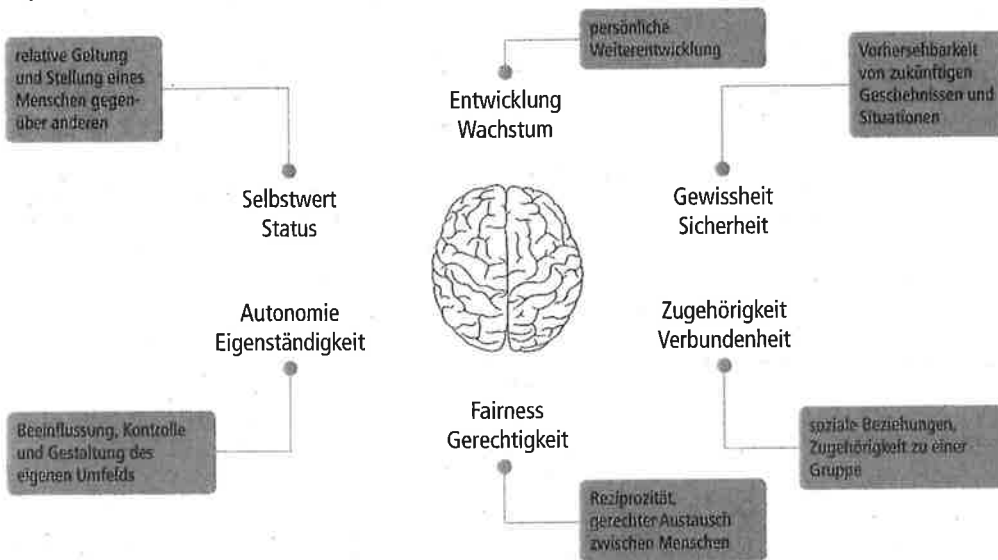 relative Geltung
und Stellung eines
Menschen gegen-
über anderen
Selbstwert
Status
persönliche
Weiterentwicklung
Entwicklung
Wachstum
Vorhersehbarkeit
von zukünftigen
Geschehnissen und
Situationen
Gewissheit
Sicherheit
Autonomie
Eigenständigkeit
Beeinflussung, Kontrolle
und Gestaltung des
eigenen Umfelds
Fairness
Gerechtigkeit
Reziprozität,
gerechter Austausch
zwischen Menschen
Zugehörigkeit
Verbundenheit
soziale Beziehungen,
Zugehörigkeit zu einer
Gruppe